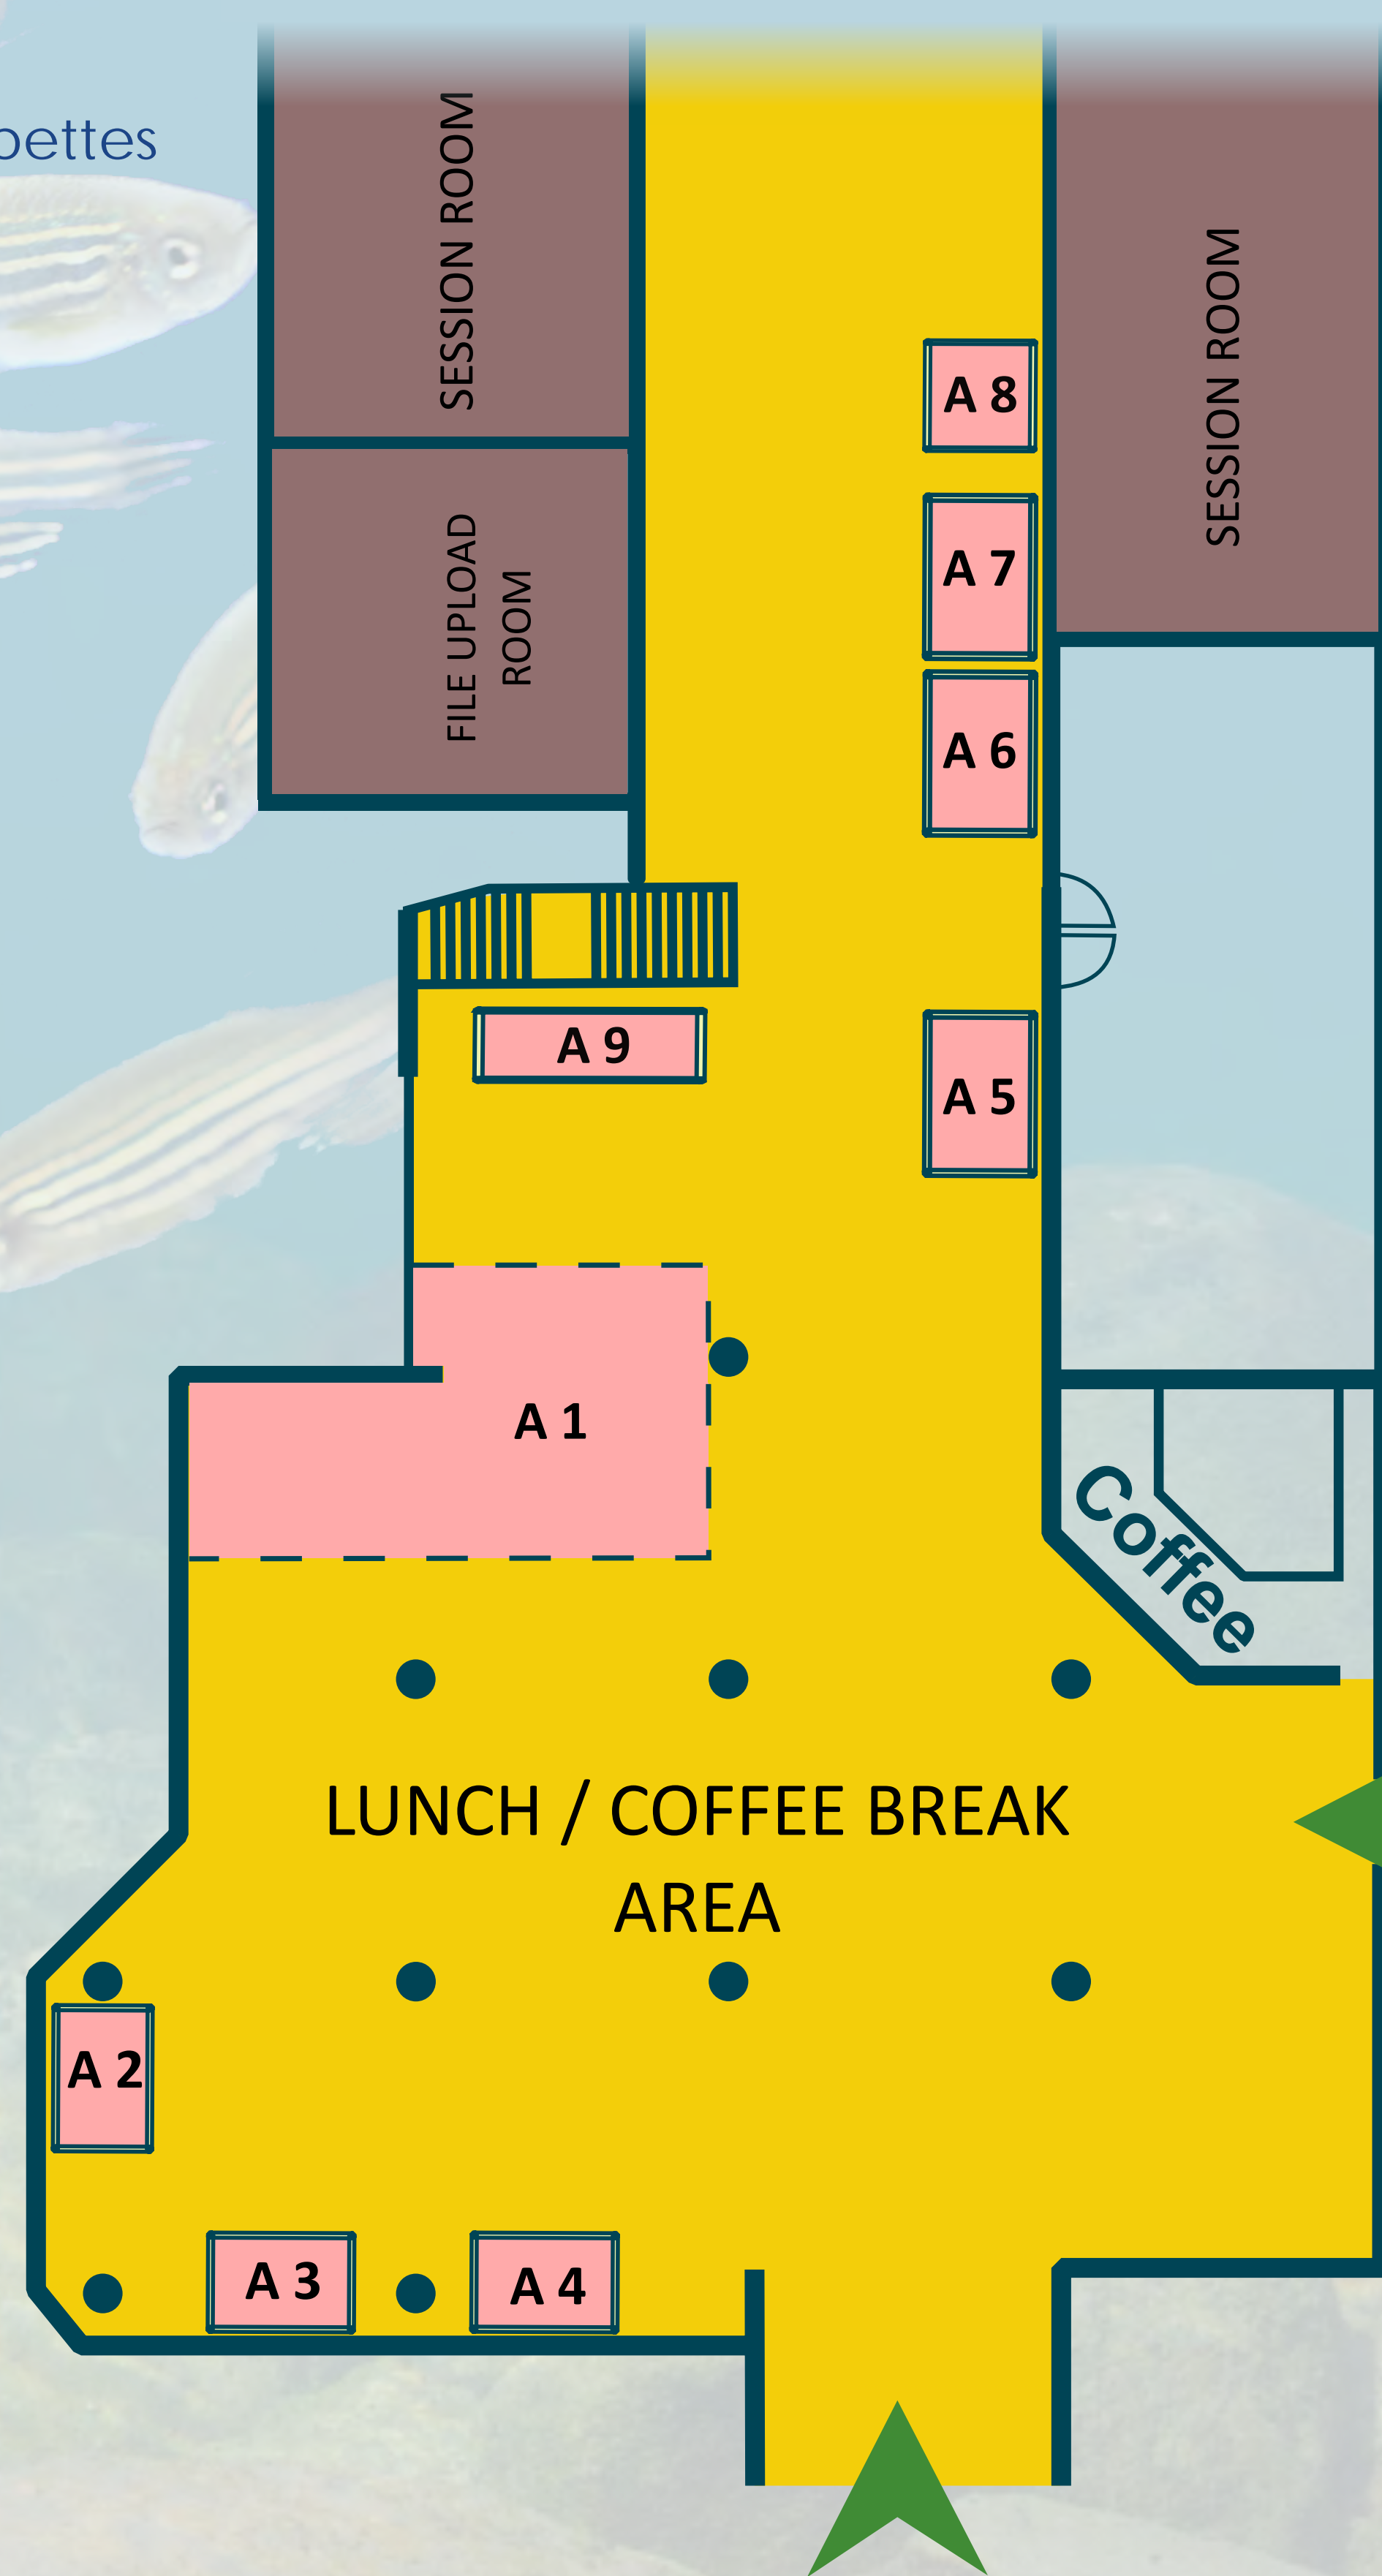 pettes
SESSION ROOM
SESSION ROOM
A 8
FILE UPLOAD
ROOM
A 7
A 6
A 9
A 5
A 1
Coffee
LUNCH / COFFEE BREAK
AREA
A 2
A 3
A 4